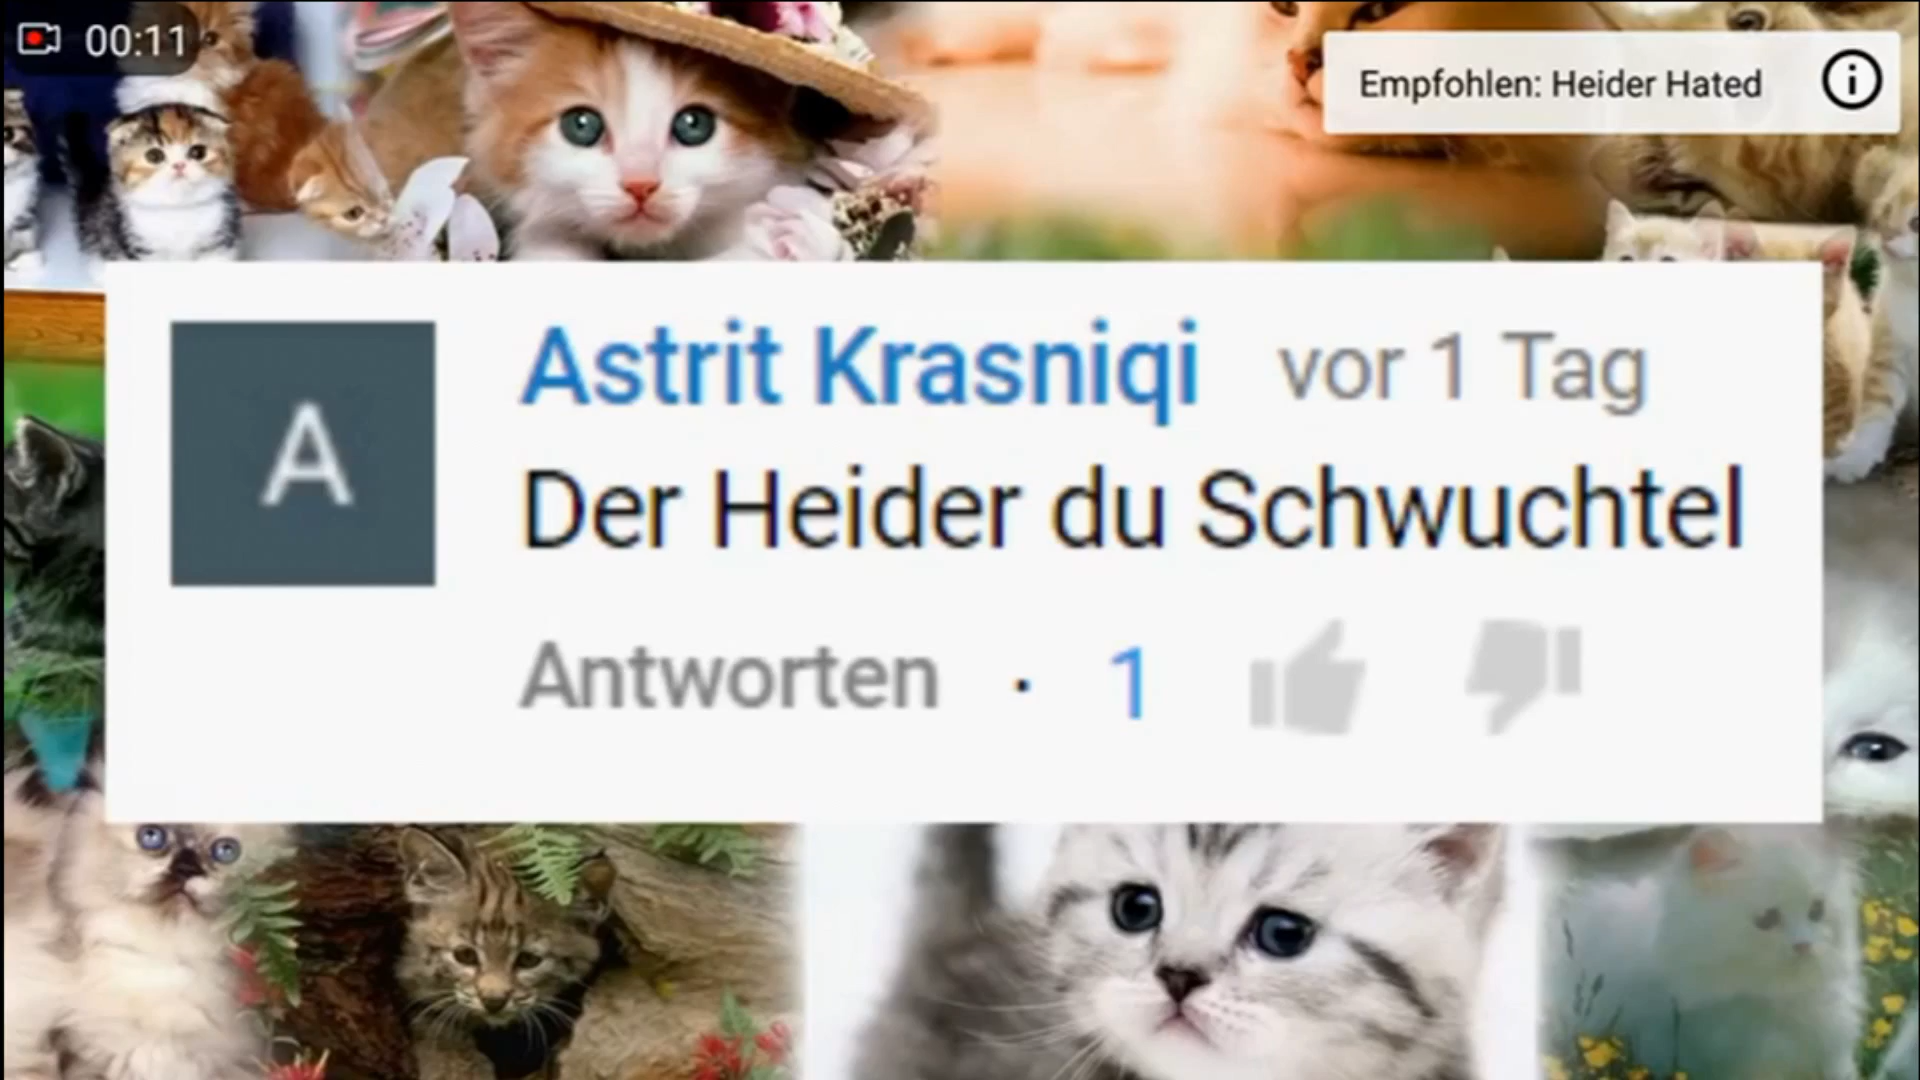 00:11
Empfohlen: Heider Hated
A
Astrit Krasniqi vor 1 Tag
Der Heider du Schwuchtel
Antworten · 1